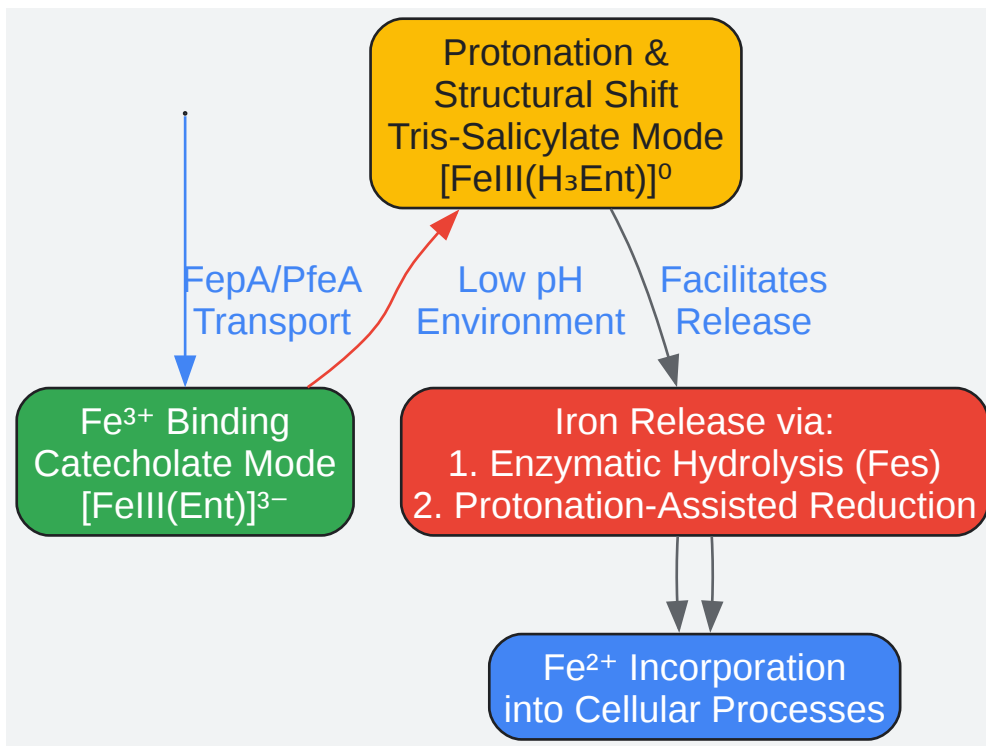 Protonation &
Structural Shift
Tris-Salicylate Mode
[FeIII(H₃Ent)]⁰
FepA/PfeA
Transport
Low pH
Environment
Facilitates
Release
Fe³⁺ Binding
Catecholate Mode
[FeIII(Ent)]³⁻
Iron Release via:
1. Enzymatic Hydrolysis (Fes)
2. Protonation-Assisted Reduction
Fe²⁺ Incorporation
into Cellular Processes